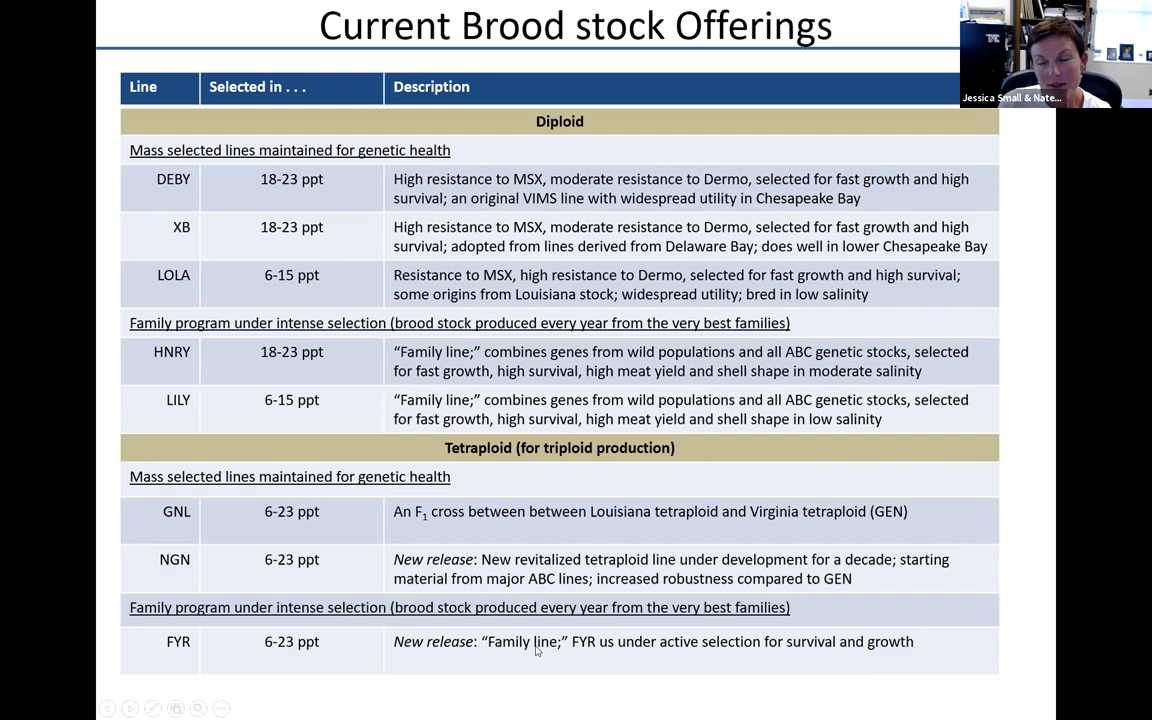 Current Brood stock Offerings
Jessica Small & Nate...
Line Selected in . . . Description
Diploid
Mass selected lines maintained for genetic health
DEBY 18-23 ppt High resistance to MSX, moderate resistance to Dermo, selected for fast growth and high
survival; an original VIMS line with widespread utility in Chesapeake Bay
XB 18-23 ppt High resistance to MSX, moderate resistance to Dermo, selected for fast growth and high
survival; adopted from lines derived from Delaware Bay; does well in lower Chesapeake Bay
LOLA 6-15 ppt Resistance to MSX, high resistance to Dermo, selected for fast growth and high survival;
some origins from Louisiana stock; widespread utility; bred in low salinity
Family program under intense selection (brood stock produced every year from the very best families)
HNRY 18-23 ppt “Family line;” combines genes from wild populations and all ABC genetic stocks, selected
for fast growth, high survival, high meat yield and shell shape in moderate salinity
LILY 6-15 ppt “Family line;” combines genes from wild populations and all ABC genetic stocks, selected
for fast growth, high survival, high meat yield and shell shape in low salinity
Tetraploid (for triploid production)
Mass selected lines maintained for genetic health
GNL 6-23 ppt An F1 cross between between Louisiana tetraploid and Virginia tetraploid (GEN)
NGN 6-23 ppt New release: New revitalized tetraploid line under development for a decade; starting
material from major ABC lines; increased robustness compared to GEN
Family program under intense selection (brood stock produced every year from the very best families)
FYR 6-23 ppt New release: “Family line;” FYR us under active selection for survival and growth